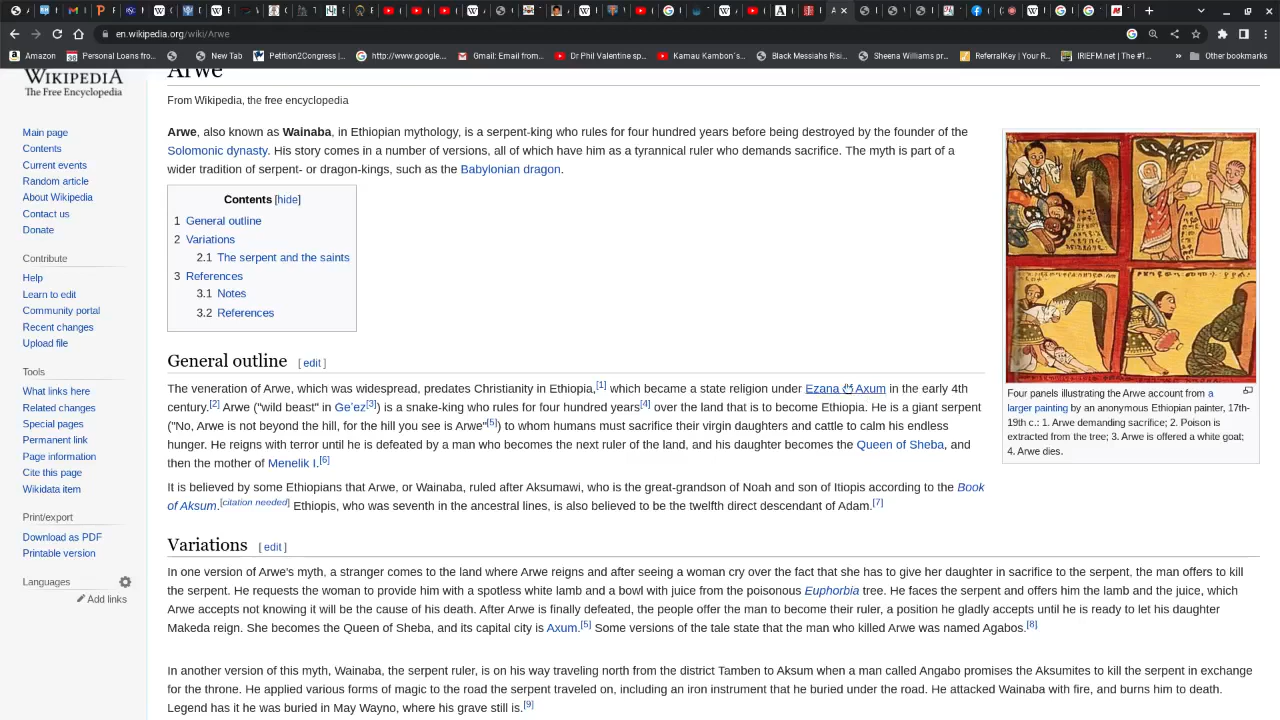 en.wikipedia.org/wiki/Arwe
Amazon
Personal Loans fro...
New Tab
Petition2Congress |...
http://www.google....
Gmail: Email from...
Dr Phil Valentine sp...
Kamau Kambon`s...
Black Messiahs Risi...
Sheena Williams pr...
ReferralKey | Your R...
IRIEFM.net | The #1...
»
Other bookmarks
WIKIPEDIA
The Free Encyclopedia
Main page
Contents
Current events
Random article
About Wikipedia
Contact us
Donate
Contribute
Help
Learn to edit
Community portal
Recent changes
Upload file
Tools
What links here
Related changes
Special pages
Permanent link
Page information
Cite this page
Wikidata item
Print/export
Download as PDF
Printable version
Languages
Add links
Arwe
From Wikipedia, the free encyclopedia
Arwe, also known as Wainaba, in Ethiopian mythology, is a serpent-king who rules for four hundred years before being destroyed by the founder of the
Solomonic dynasty. His story comes in a number of versions, all of which have him as a tyrannical ruler who demands sacrifice. The myth is part of a
wider tradition of serpent- or dragon-kings, such as the Babylonian dragon.
Contents [hide]
1 General outline
2 Variations
2.1 The serpent and the saints
3 References
3.1 Notes
3.2 References
General outline [ edit ]
The veneration of Arwe, which was widespread, predates Christianity in Ethiopia,[1] which became a state religion under Ezana of Axum in the early 4th
century.[2] Arwe ("wild beast" in Ge'ez[3]) is a snake-king who rules for four hundred years[4] over the land that is to become Ethiopia. He is a giant serpent
("No, Arwe is not beyond the hill, for the hill you see is Arwe"[5]) to whom humans must sacrifice their virgin daughters and cattle to calm his endless
hunger. He reigns with terror until he is defeated by a man who becomes the next ruler of the land, and his daughter becomes the Queen of Sheba, and
then the mother of Menelik I.[6]
It is believed by some Ethiopians that Arwe, or Wainaba, ruled after Aksumawi, who is the great-grandson of Noah and son of Itiopis according to the Book
of Aksum.[citation needed] Ethiopis, who was seventh in the ancestral lines, is also believed to be the twelfth direct descendant of Adam.[7]
Variations [ edit ]
In one version of Arwe's myth, a stranger comes to the land where Arwe reigns and after seeing a woman cry over the fact that she has to give her daughter in sacrifice to the serpent, the man offers to kill
the serpent. He requests the woman to provide him with a spotless white lamb and a bowl with juice from the poisonous Euphorbia tree. He faces the serpent and offers him the lamb and the juice, which
Arwe accepts not knowing it will be the cause of his death. After Arwe is finally defeated, the people offer the man to become their ruler, a position he gladly accepts until he is ready to let his daughter
Makeda reign. She becomes the Queen of Sheba, and its capital city is Axum.[5] Some versions of the tale state that the man who killed Arwe was named Agabos.[8]
In another version of this myth, Wainaba, the serpent ruler, is on his way traveling north from the district Tamben to Aksum when a man called Angabo promises the Aksumites to kill the serpent in exchange
for the throne. He applied various forms of magic to the road the serpent traveled on, including an iron instrument that he buried under the road. He attacked Wainaba with fire, and burns him to death.
Legend has it he was buried in May Wayno, where his grave still is.[9]
Four panels illustrating the Arwe account from a
larger painting by an anonymous Ethiopian painter, 17th-
19th c.: 1. Arwe demanding sacrifice; 2. Poison is
extracted from the tree; 3. Arwe is offered a white goat;
4. Arwe dies.